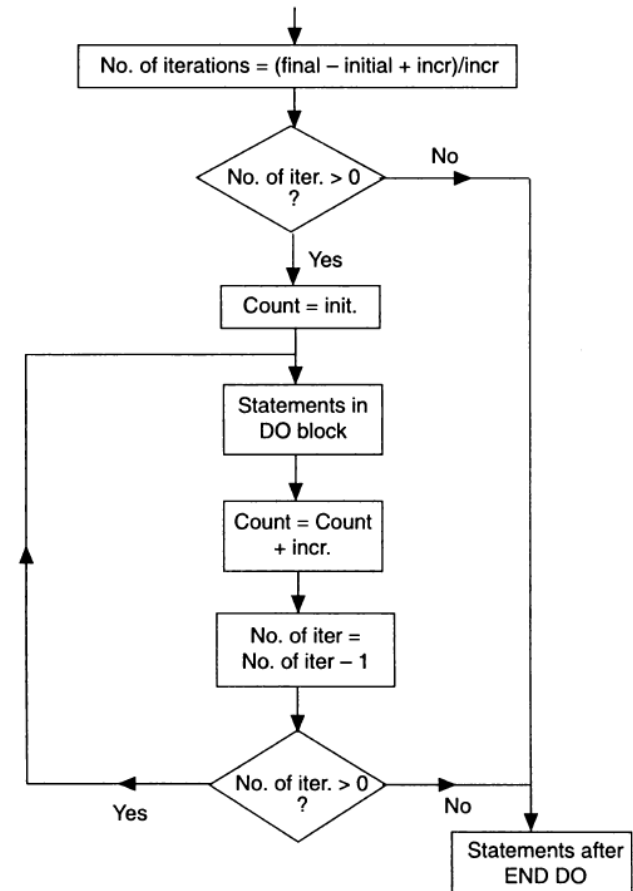 No. of iterations = (final – initial + incr)/incr
No. of iter. > 0
?
No
Yes
Count = init.
Statements in
DO block
Count = Count
+ incr.
No. of iter =
No. of iter – 1
No. of iter. > 0
?
Yes
No
Statements after
END DO